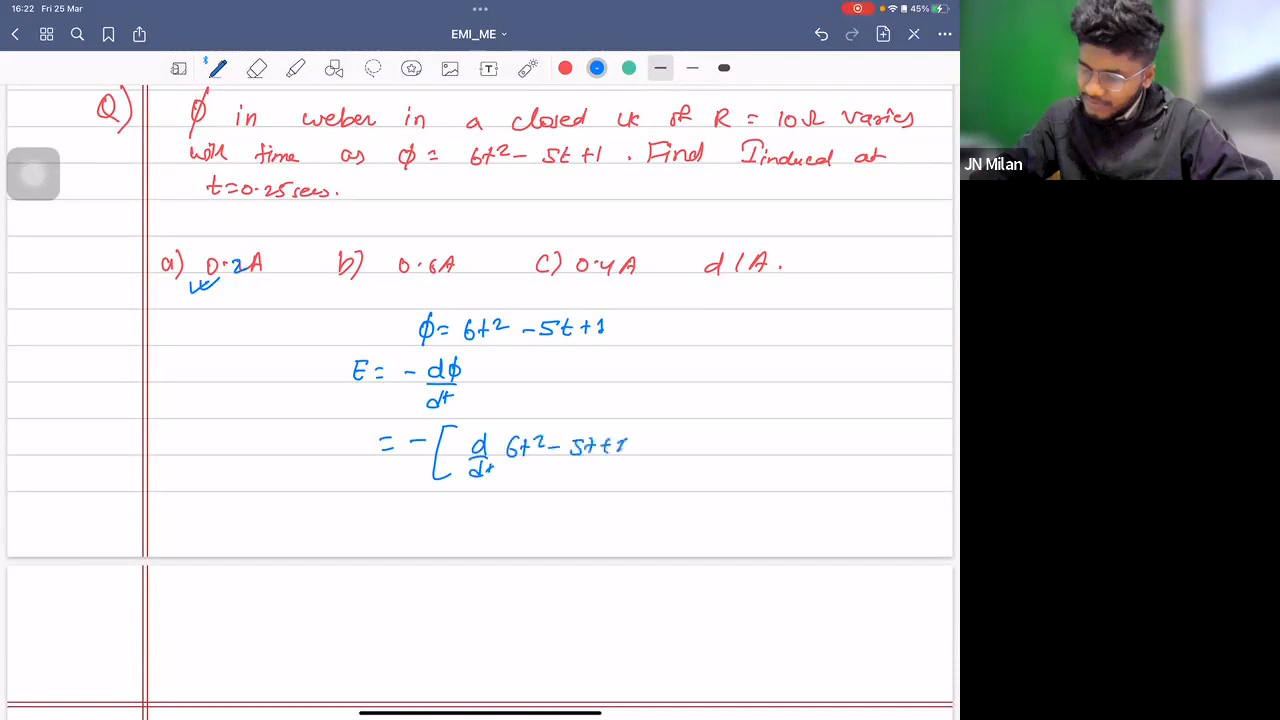 16:22 Fri 25 Mar
45%
EMI_ME
Q) ϕ in weber in a closed ck of R = 10Ω varies
with time as ϕ = 6t² - 5t + 1 . Find Iinduced at
t = 0.25 secs.
a) 0.2A b) 0.6A c) 0.4A d 1A.
ϕ = 6t² - 5t + 1
E = - dϕ/dt
= - [ d/dt 6t² - 5t + 1
JN Milan